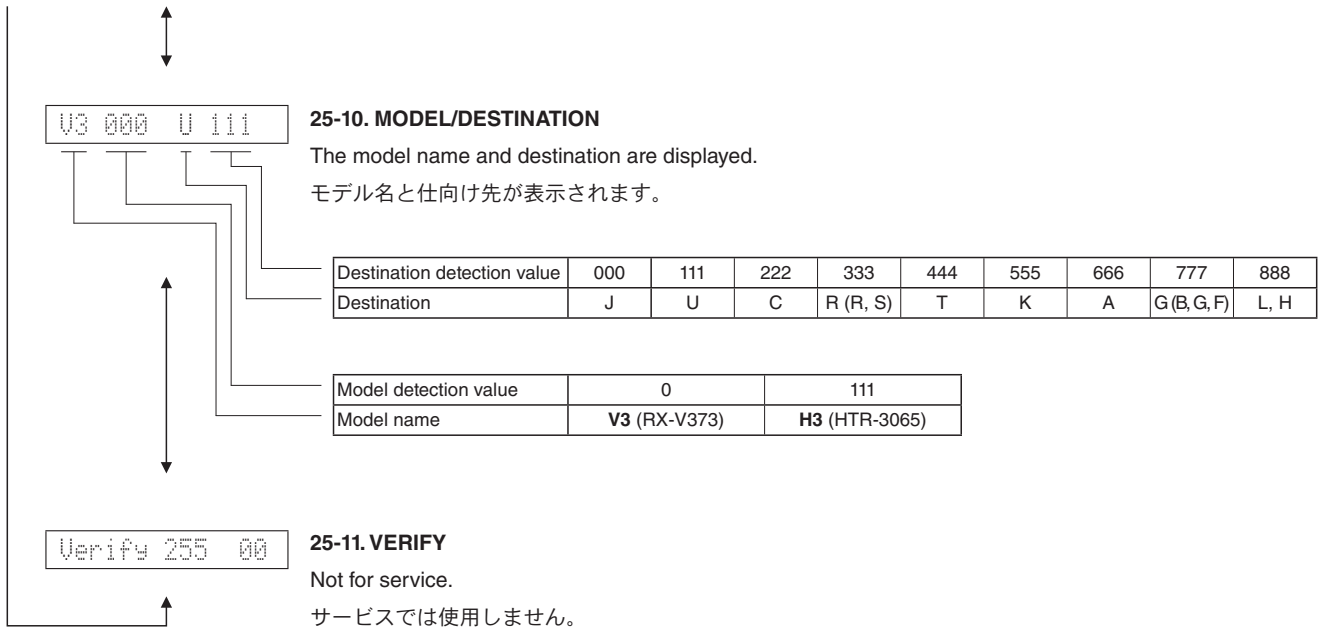 V3 000 U 111
25-10. MODEL/DESTINATION
The model name and destination are displayed.
モデル名と仕向け先が表示されます。
Destination detection value 000 111 222 333 444 555 666 777 888
Destination J U C R (R, S) T K A G (B, G, F) L, H
Model detection value 0 111
Model name V3 (RX-V373) H3 (HTR-3065)
Verify 255 00
25-11. VERIFY
Not for service.
サービスでは使用しません。